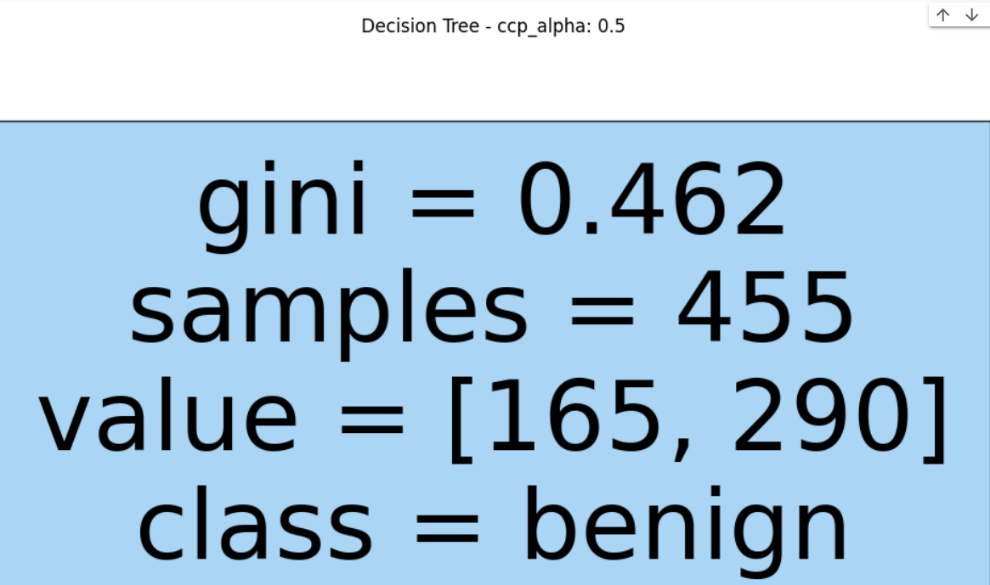 Decision Tree - ccp_alpha: 0.5
gini = 0.462
samples = 455
value = [165, 290]
class = benign